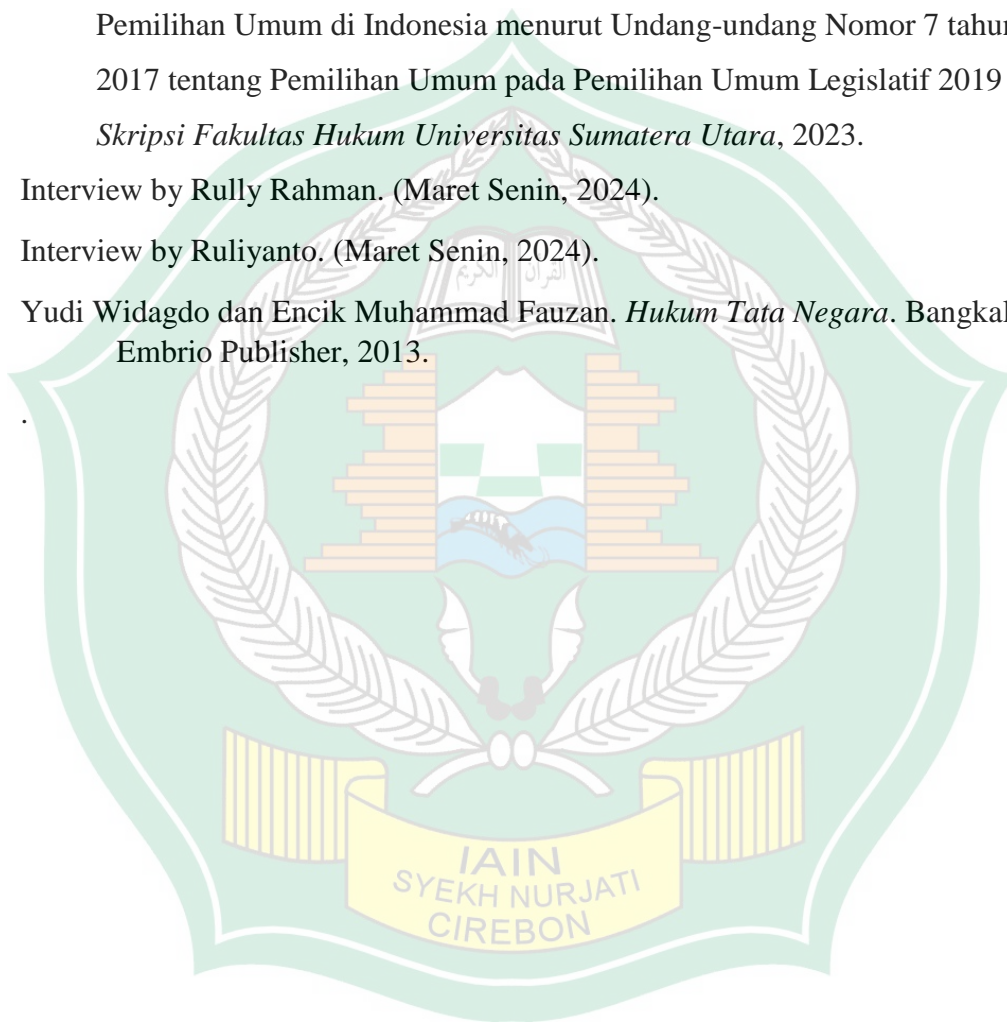 Pemilihan Umum di Indonesia menurut Undang-undang Nomor 7 tahun
2017 tentang Pemilihan Umum pada Pemilihan Umum Legislatif 2019
Skripsi Fakultas Hukum Universitas Sumatera Utara, 2023.
Interview by Rully Rahman. (Maret Senin, 2024).
Interview by Ruliyanto. (Maret Senin, 2024).
القرآن الكريم
Yudi Widagdo dan Encik Muhammad Fauzan. Hukum Tata Negara. Bangkal
Embrio Publisher, 2013.
.
IAIN
SYEKH NURJATI
CIREBON